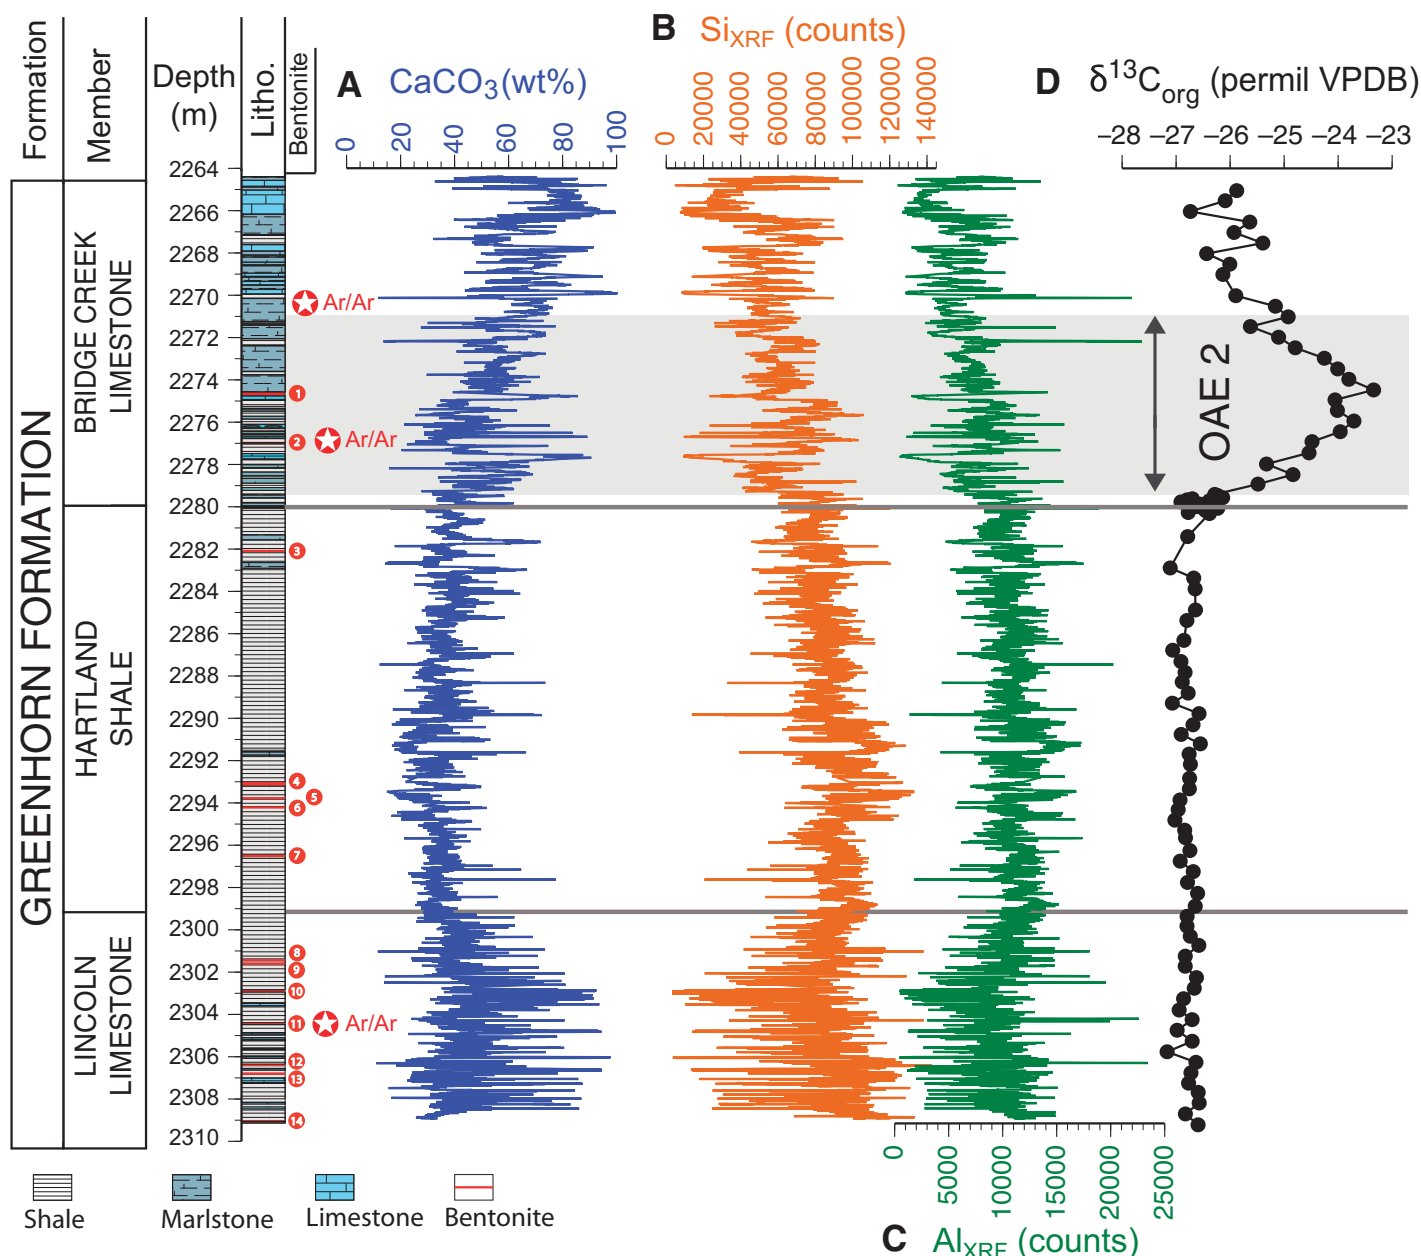 Formation
Member
Depth
(m)
Litho.
Bentonite
A
CaCO3(wt%)
0
20
40
60
80
100
B
SiXRF (counts)
0
20000
40000
60000
80000
100000
120000
140000
D
δ13Corg (permil VPDB)
−28
−27
−26
−25
−24
−23
2264
2266
2268
2270
2272
2274
2276
2278
2280
2282
2284
2286
2288
2290
2292
2294
2296
2298
2300
2302
2304
2306
2308
2310
GREENHORN FORMATION
BRIDGE CREEK
LIMESTONE
HARTLAND
SHALE
LINCOLN
LIMESTONE
Ar/Ar
1
2
Ar/Ar
3
4
5
6
7
8
9
10
11
Ar/Ar
12
13
14
OAE 2
0
5000
10000
15000
20000
25000
C
AlXRF (counts)
Shale
Marlstone
Limestone
Bentonite